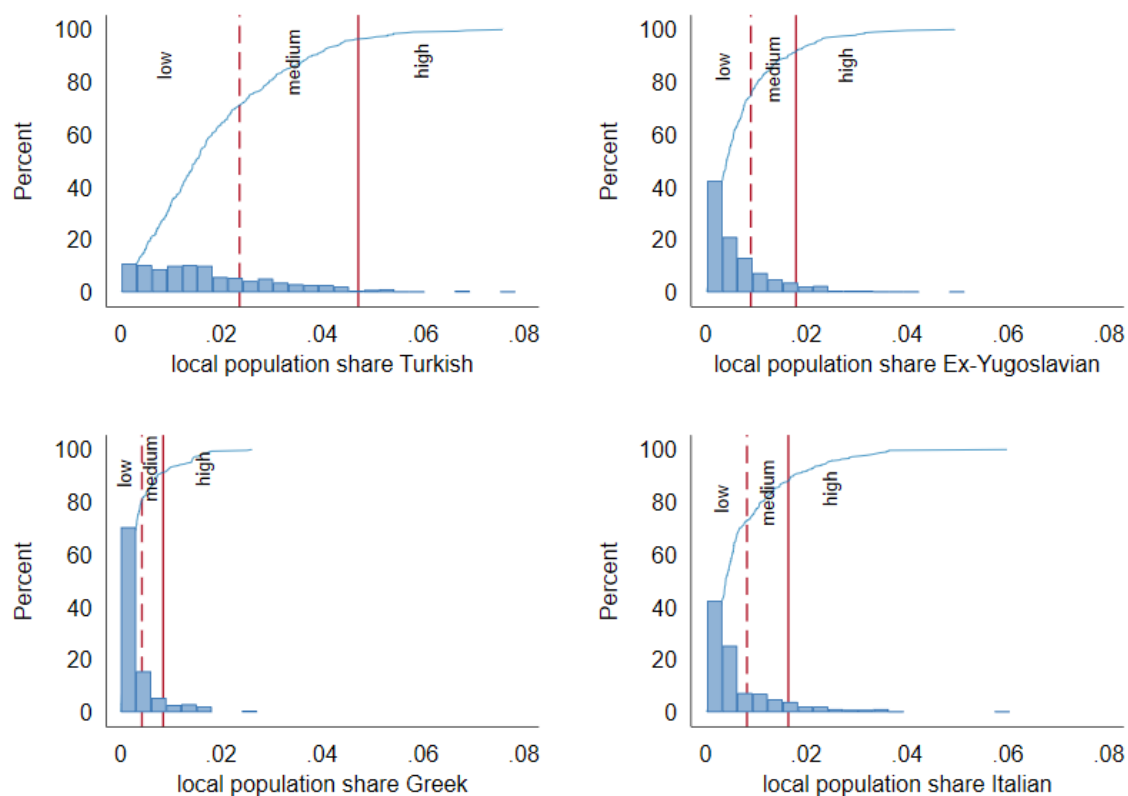 100
80
60
40
20
0
Percent
low
medium
high
0 .02 .04 .06 .08
local population share Turkish
100
80
60
40
20
0
Percent
low
medium
high
0 .02 .04 .06 .08
local population share Ex-Yugoslavian
100
80
60
40
20
0
Percent
low
medium
high
0 .02 .04 .06 .08
local population share Greek
100
80
60
40
20
0
Percent
low
medium
high
0 .02 .04 .06 .08
local population share Italian